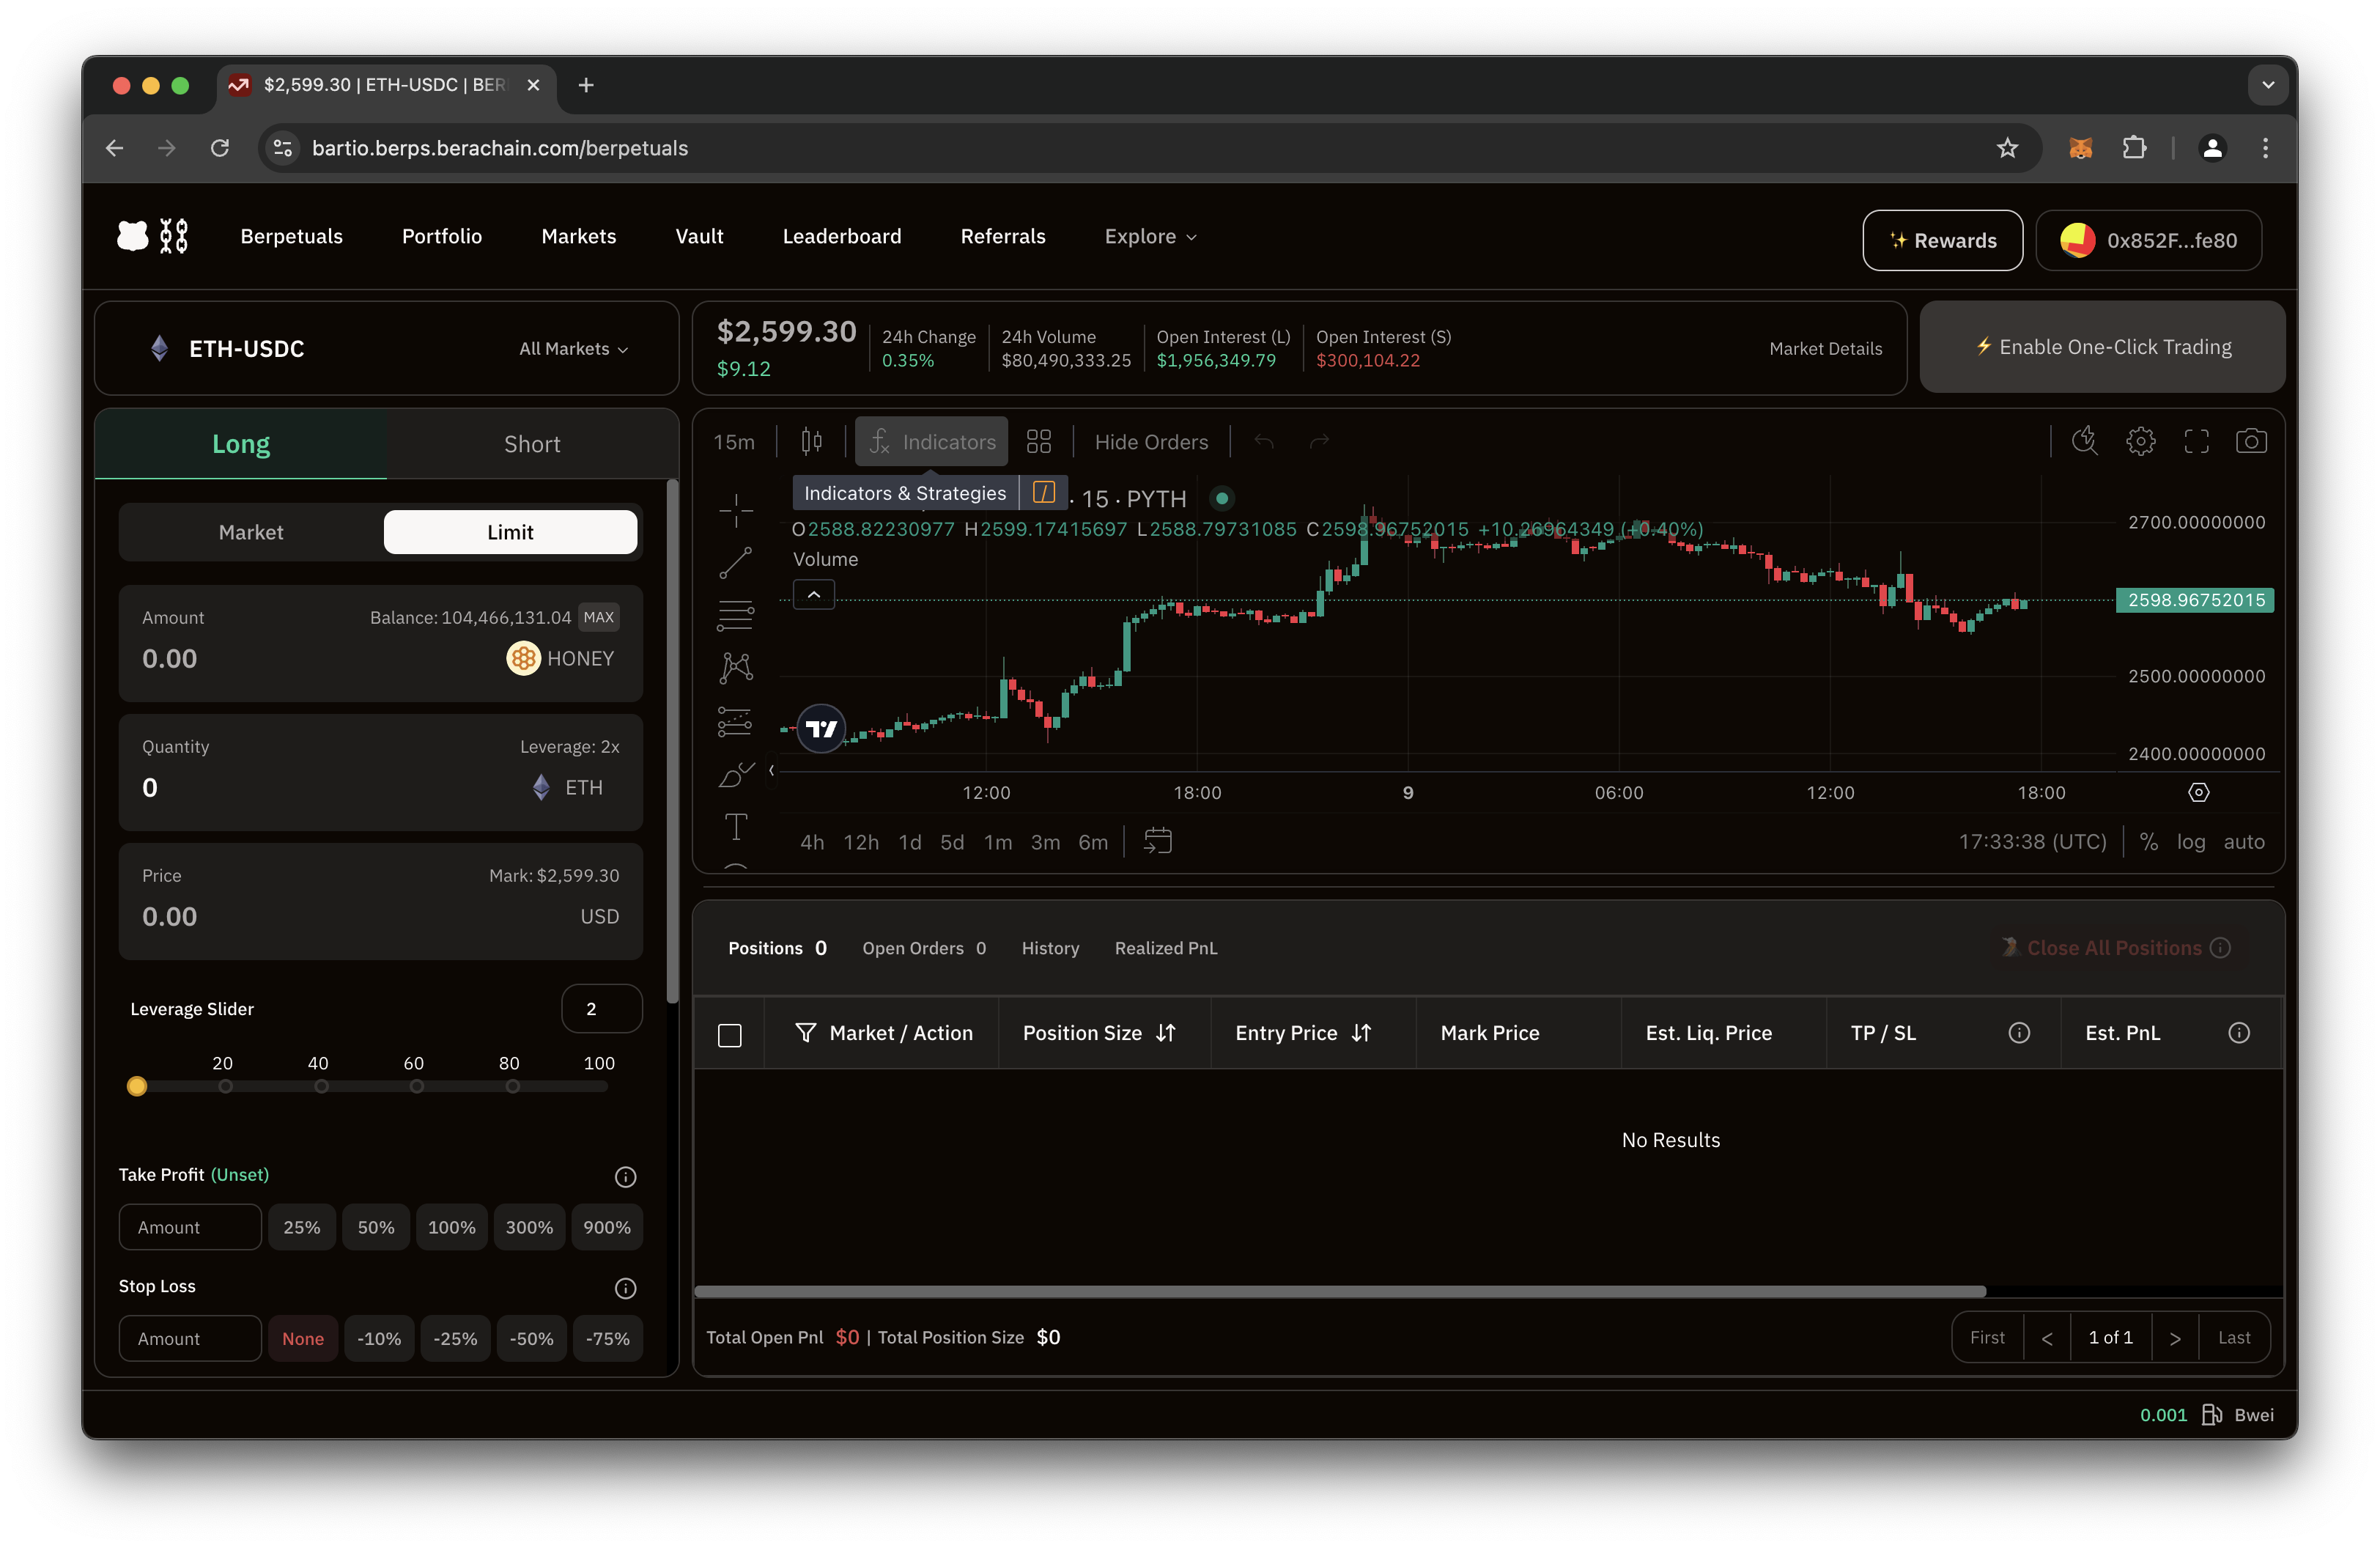 $2,599.30 | ETH-USDC | BER
bartio.berps.berachain.com/berpetuals
Berpetuals Portfolio Markets Vault Leaderboard Referrals Explore
✨ Rewards
0x852F...fe80
ETH-USDC All Markets
$2,599.30
$9.12
24h Change
0.35%
24h Volume
$80,490,333.25
Open Interest (L)
$1,956,349.79
Open Interest (S)
$300,104.22
Market Details
⚡ Enable One-Click Trading
Long Short
Market Limit
Amount Balance: 104,466,131.04 MAX
0.00 HONEY
Quantity Leverage: 2x
0 ETH
Price Mark: $2,599.30
0.00 USD
Leverage Slider 2
20 40 60 80 100
Take Profit (Unset)
Amount 25% 50% 100% 300% 900%
Stop Loss
Amount None -10% -25% -50% -75%
15m Indicators Hide Orders
Indicators & Strategies / · 15 · PYTH
O2588.82230977 H2599.17415697 L2588.79731085 C2598.96752015 +10.26964349 (+0.40%)
Volume
2700.00000000
2598.96752015
2500.00000000
2400.00000000
12:00 18:00 9 06:00 12:00 18:00
4h 12h 1d 5d 1m 3m 6m 17:33:38 (UTC) % log auto
Positions 0 Open Orders 0 History Realized PnL Close All Positions
Market / Action Position Size Entry Price Mark Price Est. Liq. Price TP / SL Est. PnL
No Results
Total Open Pnl $0 | Total Position Size $0
First < 1 of 1 > Last
0.001 Bwei